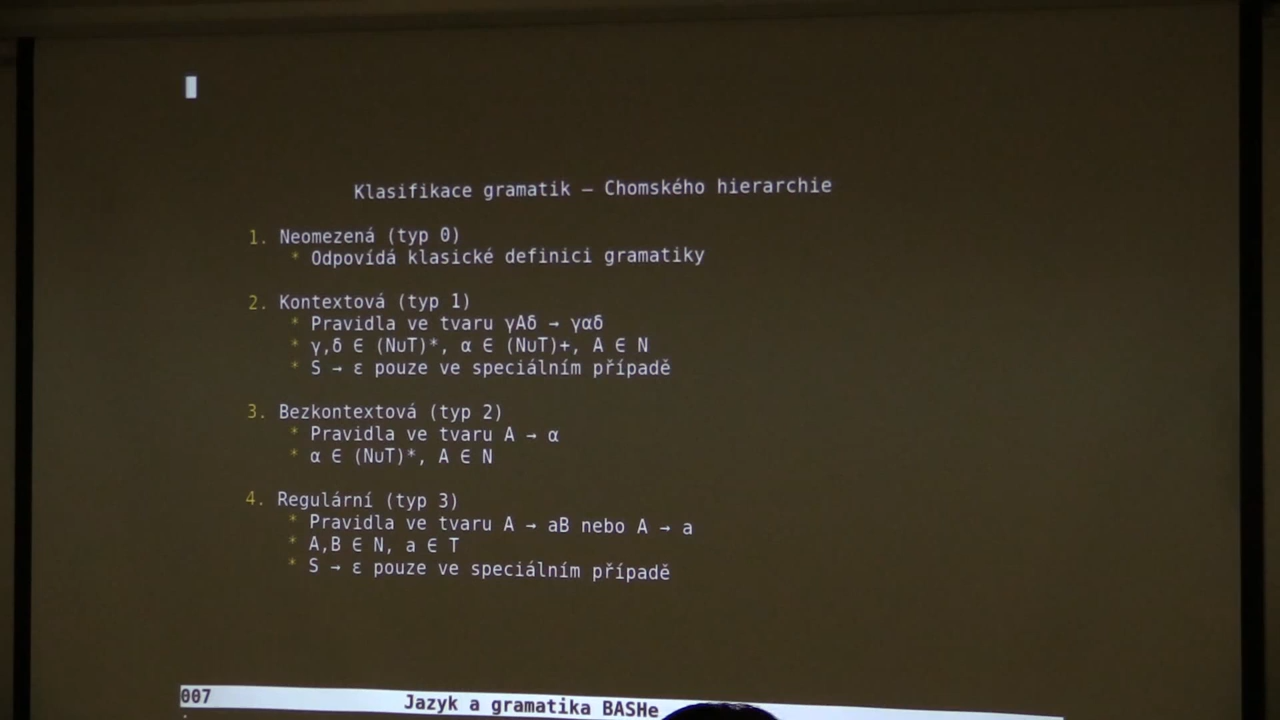 Klasifikace gramatik – Chomského hierarchie
1. Neomezená (typ 0)
* Odpovídá klasické definici gramatiky
2. Kontextová (typ 1)
* Pravidla ve tvaru γAδ → γαδ
* γ,δ ∈ (N∪T)*, α ∈ (N∪T)+, A ∈ N
* S → ε pouze ve speciálním případě
3. Bezkontextová (typ 2)
* Pravidla ve tvaru A → α
* α ∈ (N∪T)*, A ∈ N
4. Regulární (typ 3)
* Pravidla ve tvaru A → aB nebo A → a
* A,B ∈ N, a ∈ T
* S → ε pouze ve speciálním případě
007 Jazyk a gramatika BASHe